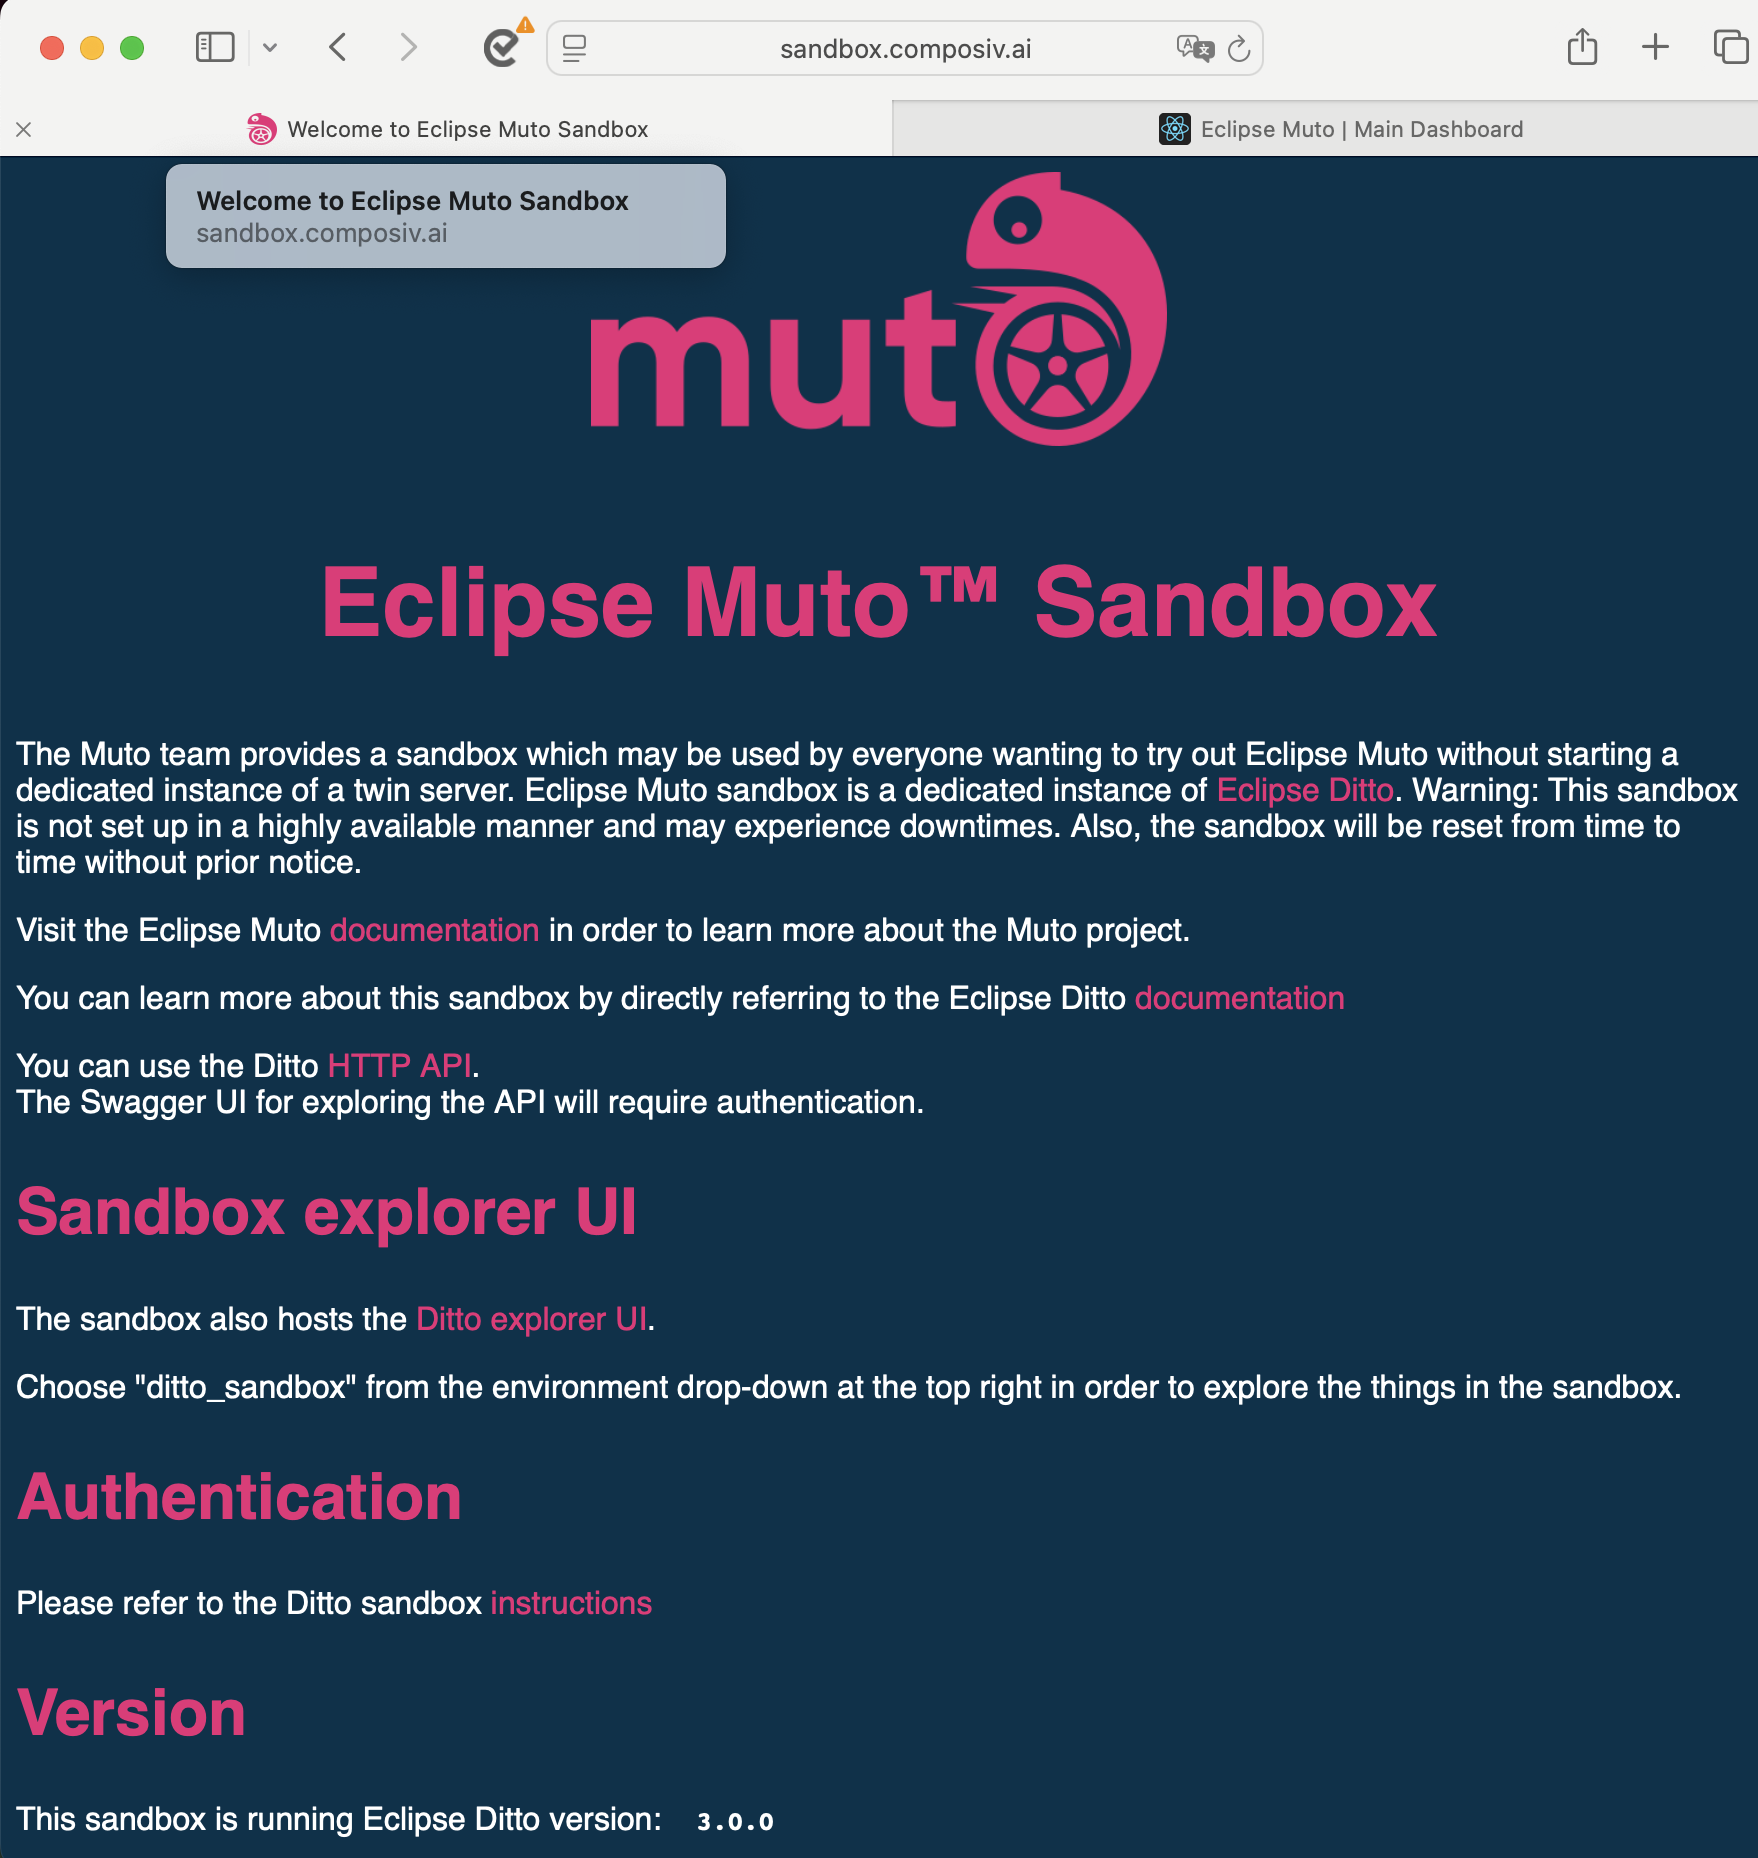 sandbox.composiv.ai
Welcome to Eclipse Muto Sandbox
Eclipse Muto | Main Dashboard
Welcome to Eclipse Muto Sandbox
sandbox.composiv.ai
muto
Eclipse Muto™ Sandbox
The Muto team provides a sandbox which may be used by everyone wanting to try out Eclipse Muto without starting a
dedicated instance of a twin server. Eclipse Muto sandbox is a dedicated instance of Eclipse Ditto. Warning: This sandbox
is not set up in a highly available manner and may experience downtimes. Also, the sandbox will be reset from time to
time without prior notice.
Visit the Eclipse Muto documentation in order to learn more about the Muto project.
You can learn more about this sandbox by directly referring to the Eclipse Ditto documentation
You can use the Ditto HTTP API.
The Swagger UI for exploring the API will require authentication.
Sandbox explorer UI
The sandbox also hosts the Ditto explorer UI.
Choose "ditto_sandbox" from the environment drop-down at the top right in order to explore the things in the sandbox.
Authentication
Please refer to the Ditto sandbox instructions
Version
This sandbox is running Eclipse Ditto version: 3.0.0